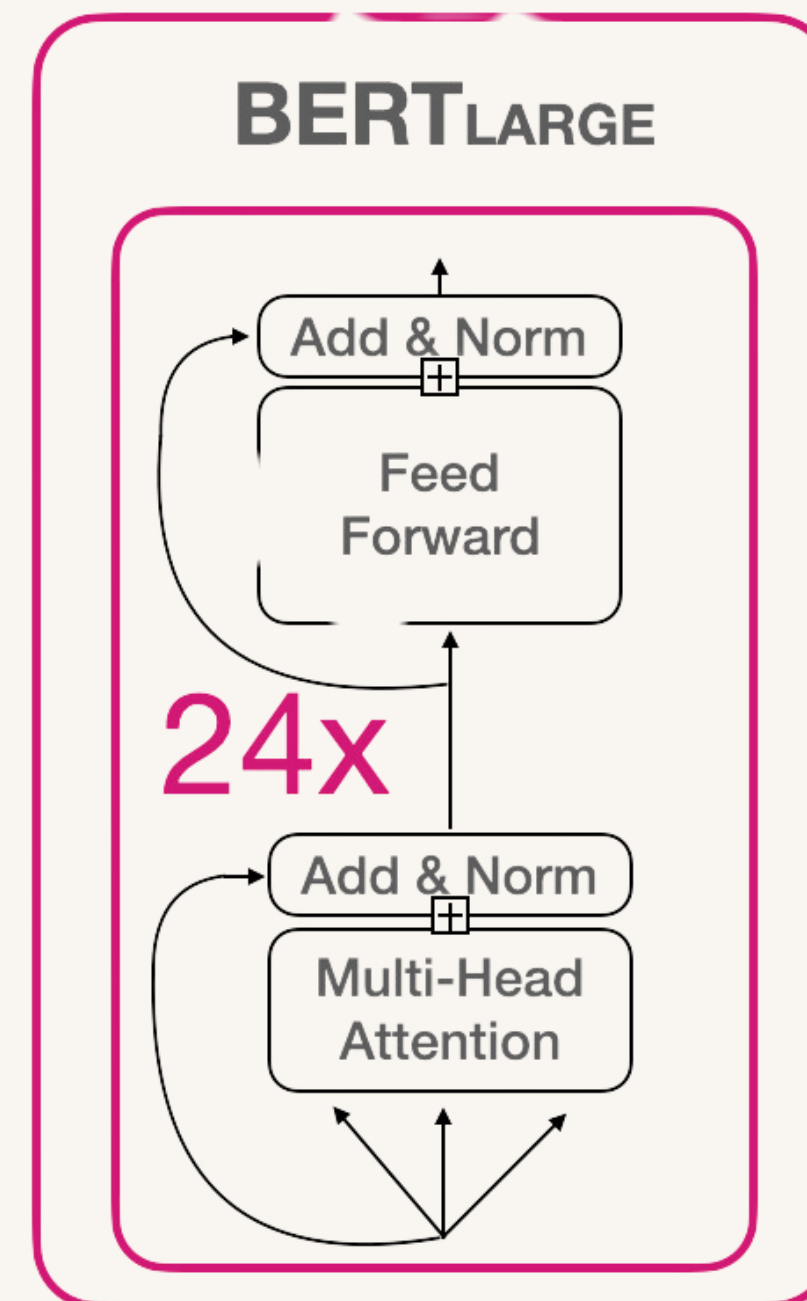 BERTLARGE
Add & Norm
Feed
Forward
24x
Add & Norm
Multi-Head
Attention